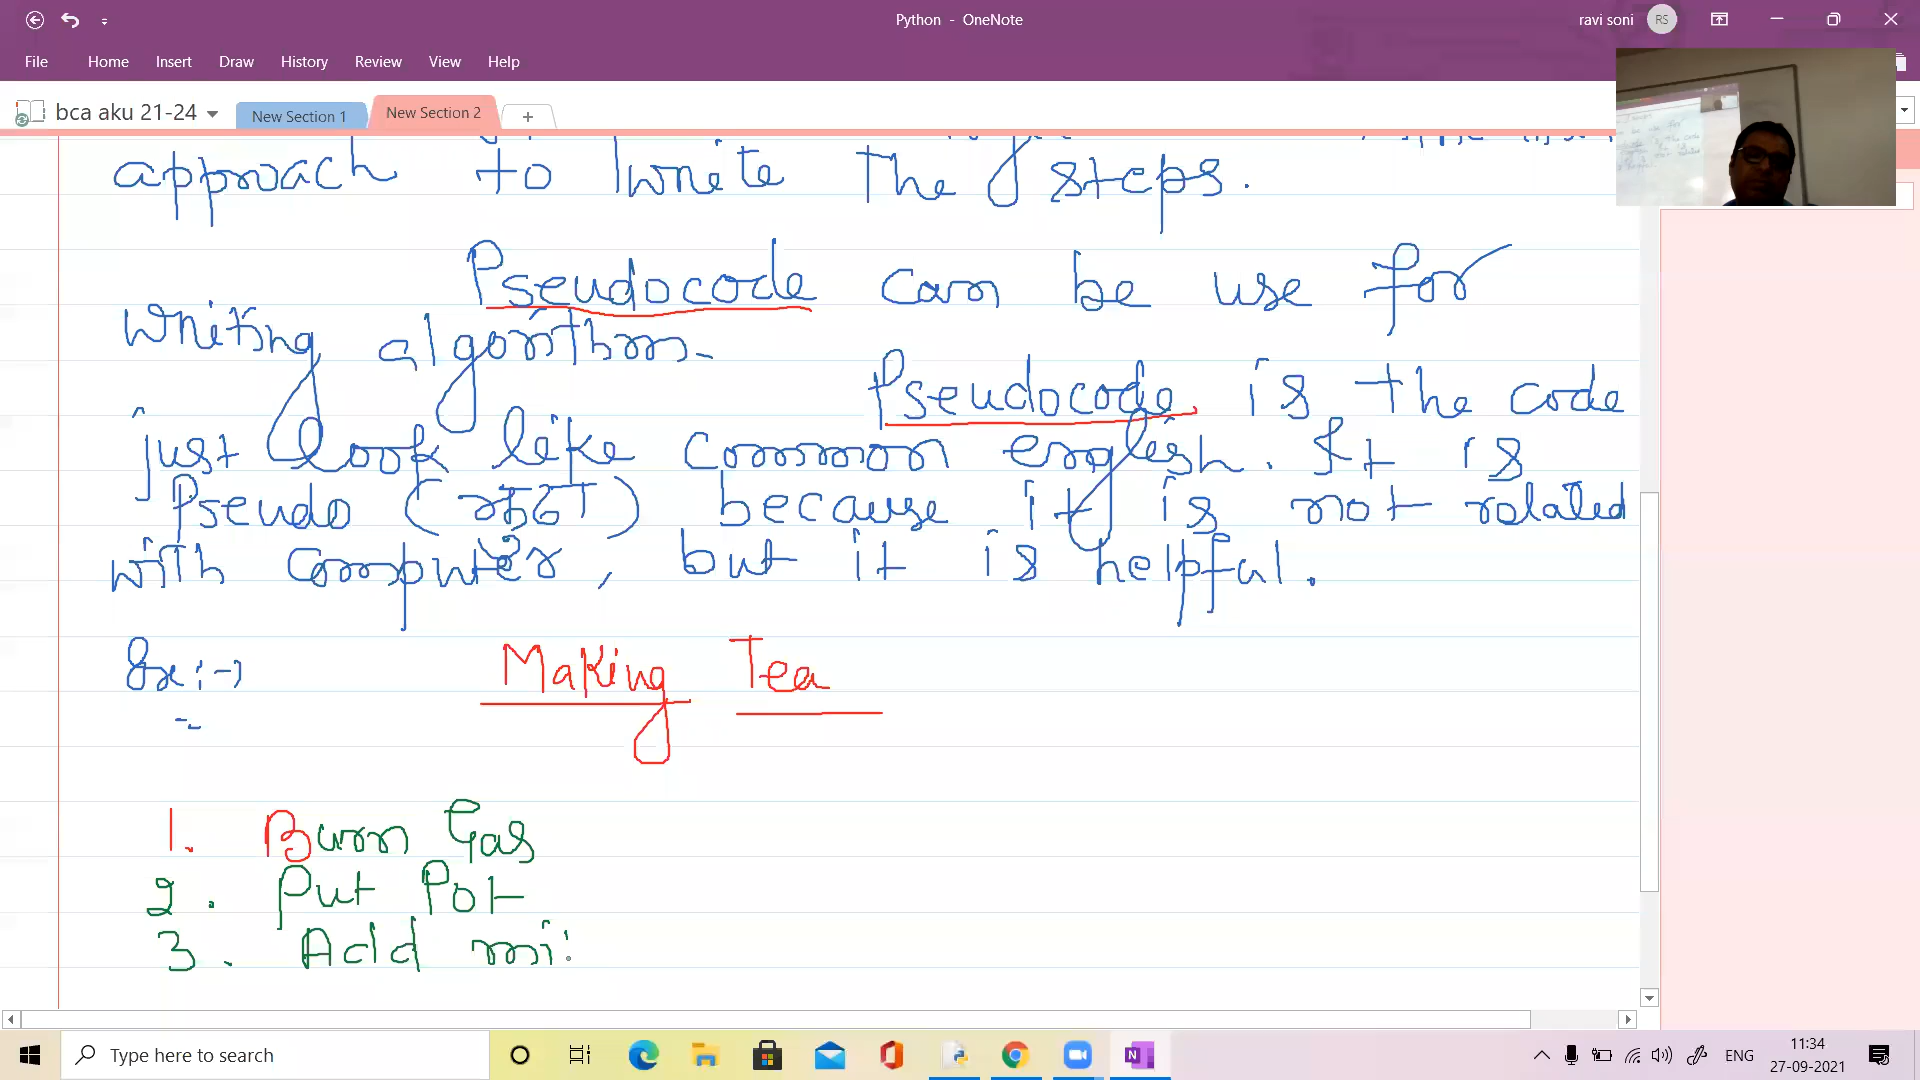 Python - OneNote
ravi soni
RS
File Home Insert Draw History Review View Help
bca aku 21-24
New Section 1
New Section 2
approach to write the steps.
Pseudocode can be use for
writing algorithm.
Pseudocode is the code
just look like common english. It is
Pseudo ( ) because it is not related
with computer, but it is helpful.
Ex :-
Making Tea
1. Burn Gas
2. Put Pot
3. Add mi
Type here to search
ENG
11:34
27-09-2021